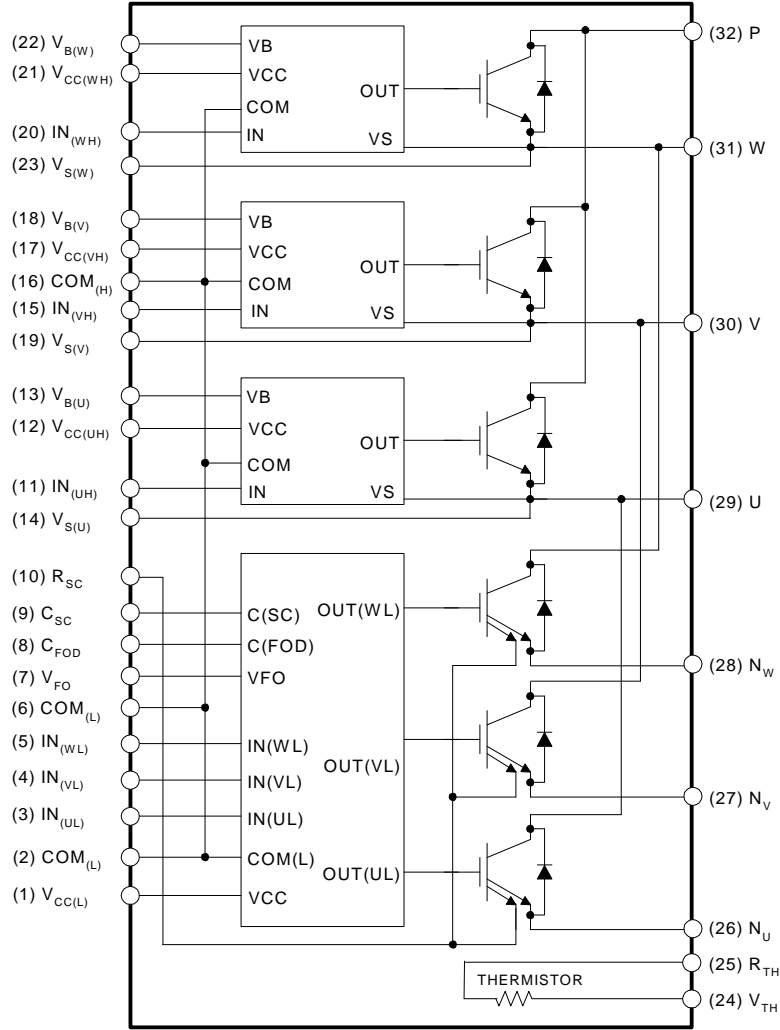 (22) V_B(W)
(21) V_CC(WH)
(20) IN_(WH)
(23) V_S(W)
VB
VCC
COM
IN
OUT
VS
(32) P
(31) W
(18) V_B(V)
(17) V_CC(VH)
(16) COM_(H)
(15) IN_(VH)
(19) V_S(V)
VB
VCC
COM
IN
OUT
VS
(30) V
(13) V_B(U)
(12) V_CC(UH)
(11) IN_(UH)
(14) V_S(U)
VB
VCC
COM
IN
OUT
VS
(29) U
(10) R_SC
(9) C_SC
(8) C_FOD
(7) V_FO
(6) COM_(L)
(5) IN_(WL)
(4) IN_(VL)
(3) IN_(UL)
(2) COM_(L)
(1) V_CC(L)
C(SC)
C(FOD)
VFO
IN(WL)
IN(VL)
IN(UL)
COM(L)
VCC
OUT(WL)
OUT(VL)
OUT(UL)
(28) N_W
(27) N_V
(26) N_U
(25) R_TH
(24) V_TH
THERMISTOR